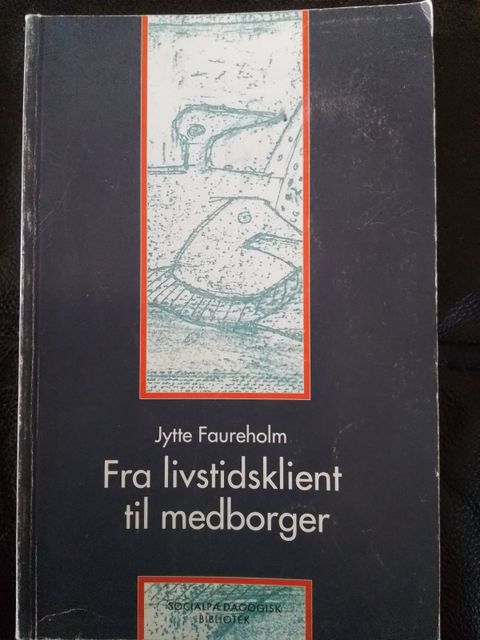 Jytte Faureholm
Fra livstidsklient
til medborger
SOCIALPÆDAGOGISK
BIBLIOTEK